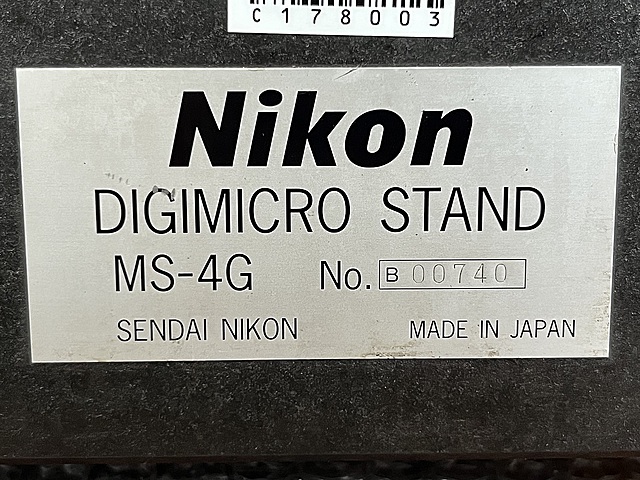 C178003
Nikon
DIGIMICRO STAND
MS-4G No. B 00740
SENDAI NIKON MADE IN JAPAN